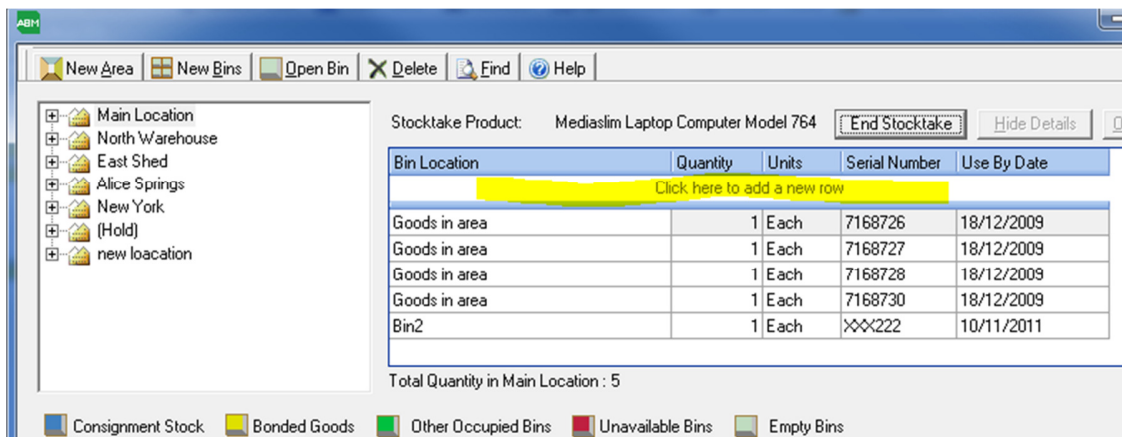 ABM
New Area New Bins Open Bin Delete Find Help
Main Location
North Warehouse
East Shed
Alice Springs
New York
(Hold)
new loacation
Stocktake Product: Mediaslim Laptop Computer Model 764 End Stocktake Hide Details
Bin Location Quantity Units Serial Number Use By Date
Click here to add a new row
Goods in area 1 Each 7168726 18/12/2009
Goods in area 1 Each 7168727 18/12/2009
Goods in area 1 Each 7168728 18/12/2009
Goods in area 1 Each 7168730 18/12/2009
Bin2 1 Each XXX222 10/11/2011
Total Quantity in Main Location : 5
Consignment Stock Bonded Goods Other Occupied Bins Unavailable Bins Empty Bins